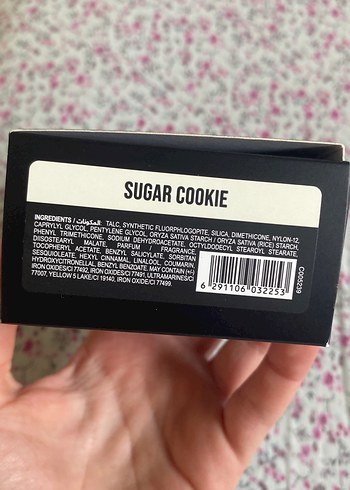 SUGAR COOKIE
INGREDIENTS / المكونات: TALC, SYNTHETIC FLUORPHLOGOPITE, SILICA, DIMETHICONE, NYLON-12,
CAPRYLYL GLYCOL, PENTYLENE GLYCOL, ORYZA SATIVA STARCH / ORYZA SATIVA (RICE) STARCH,
PHENYL TRIMETHICONE, SODIUM DEHYDROACETATE, OCTYLDODECYL STEAROYL STEARATE,
DIISOSTEARYL MALATE, PARFUM / FRAGRANCE,
TOCOPHERYL ACETATE, BENZYL SALICYLATE, SORBITAN
SESQUIOLEATE, HEXYL CINNAMAL, LINALOOL, COUMARIN,
HYDROXYCITRONELLAL, BENZYL BENZOATE, MAY CONTAIN (+/-)
IRON OXIDES/CI 77492, IRON OXIDES/CI 77491, ULTRAMARINES/CI
77007, YELLOW 5 LAKE/CI 19140, IRON OXIDE/CI 77499.
6 291106 032253
C005239